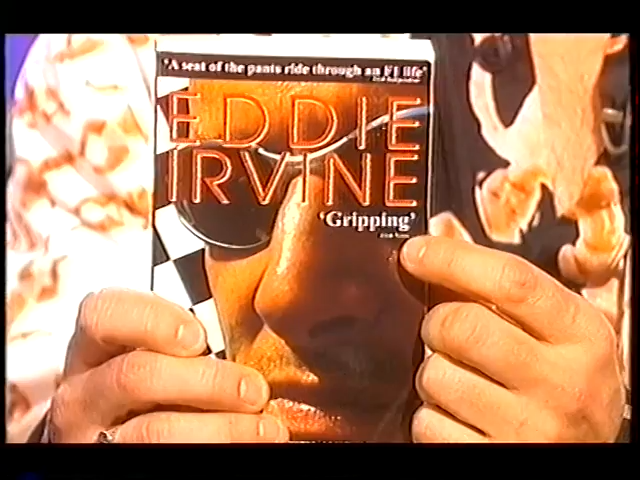 'A seat of the pants ride through an F1 life'
EDDIE
IRVINE
'Gripping'